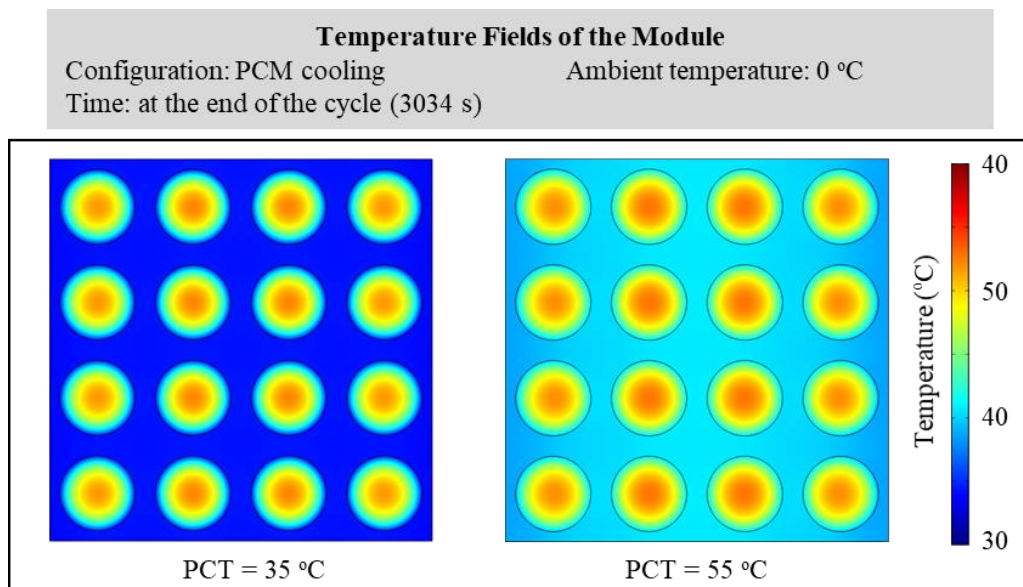 Temperature Fields of the Module
Configuration: PCM cooling Ambient temperature: 0 °C
Time: at the end of the cycle (3034 s)
40
50
40
30
Temperature (°C)
PCT = 35 °C
PCT = 55 °C